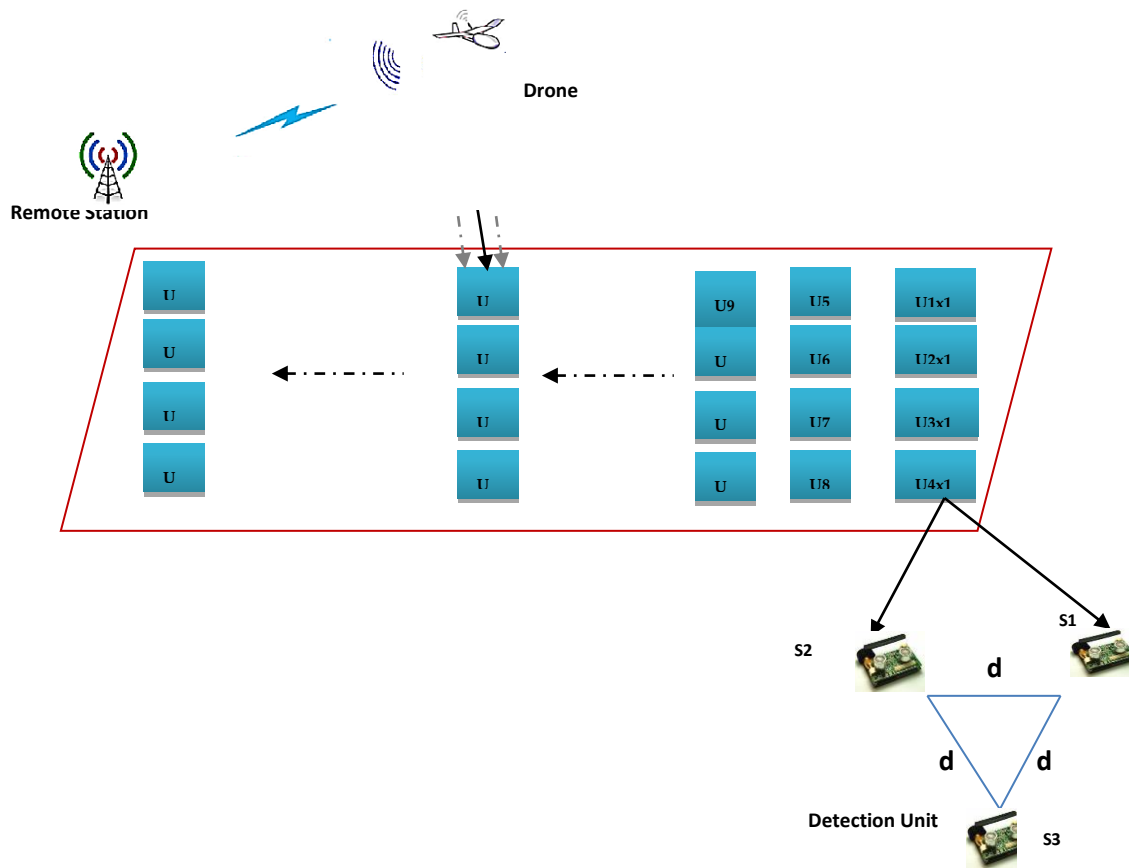 Drone
Remote Station
U
U
U
U
U
U
U
U
U9
U
U
U
U5
U6
U7
U8
U1x1
U2x1
U3x1
U4x1
S1
S2
d
d
d
Detection Unit
S3